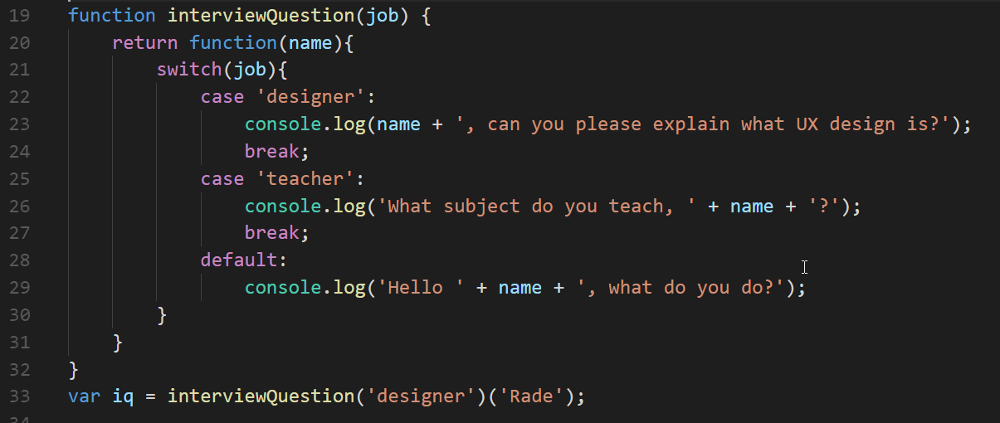 19 function interviewQuestion(job) {
20 return function(name){
21 switch(job){
22 case 'designer':
23 console.log(name + ', can you please explain what UX design is?');
24 break;
25 case 'teacher':
26 console.log('What subject do you teach, ' + name + '?');
27 break;
28 default:
29 console.log('Hello ' + name + ', what do you do?');
30 }
31 }
32 }
33 var iq = interviewQuestion('designer')('Rade');
34